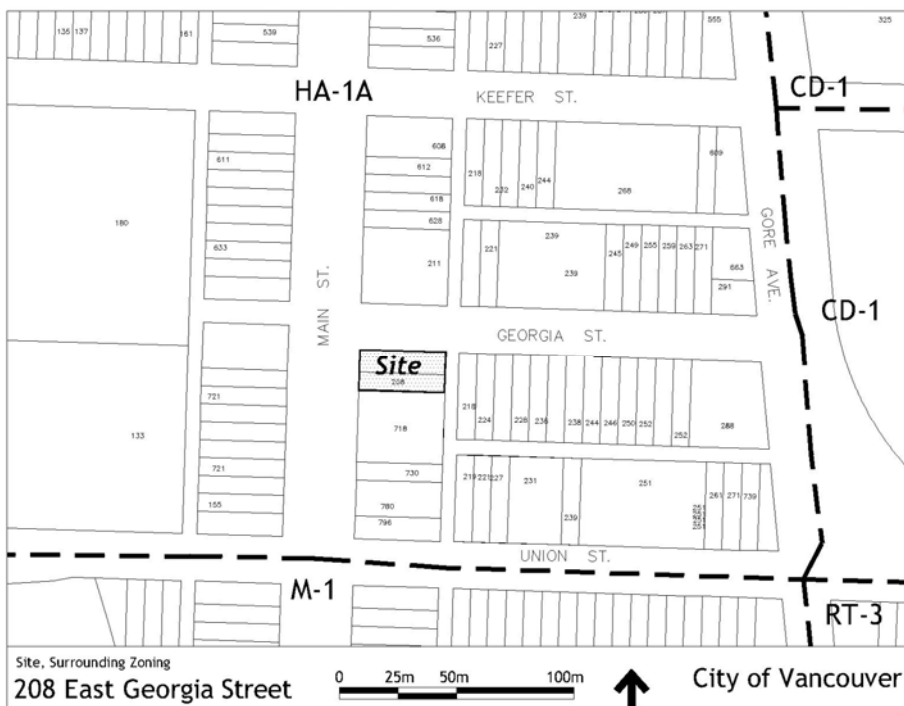 135 137 161 539 536 227 239 555 325
HA-1A KEEFER ST. CD-1
608
611 612 218 232 240 244 268 609
618
180 628
633 211 221 239 239 245 249 255 259 263 271 663
291
MAIN ST. GORE AVE. CD-1
GEORGIA ST.
Site
208
721 718 218 224 228 236 238 244 246 250 252 252 288
133
721 730 219 221 227 231 239 251 261 271 739
155 780
796
UNION ST.
M-1 RT-3
Site, Surrounding Zoning
208 East Georgia Street
0 25m 50m 100m
City of Vancouver